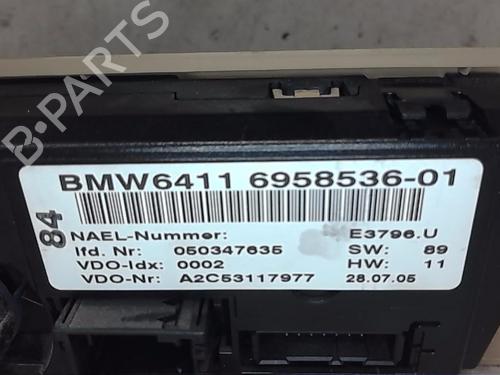 B-PARTS
BMW6411 6958536-01
84
NAEL-Nummer: E3796.U
lfd. Nr: 050347635 SW: 89
VDO-Idx: 0002 HW: 11
VDO-Nr: A2C53117977 28.07.05